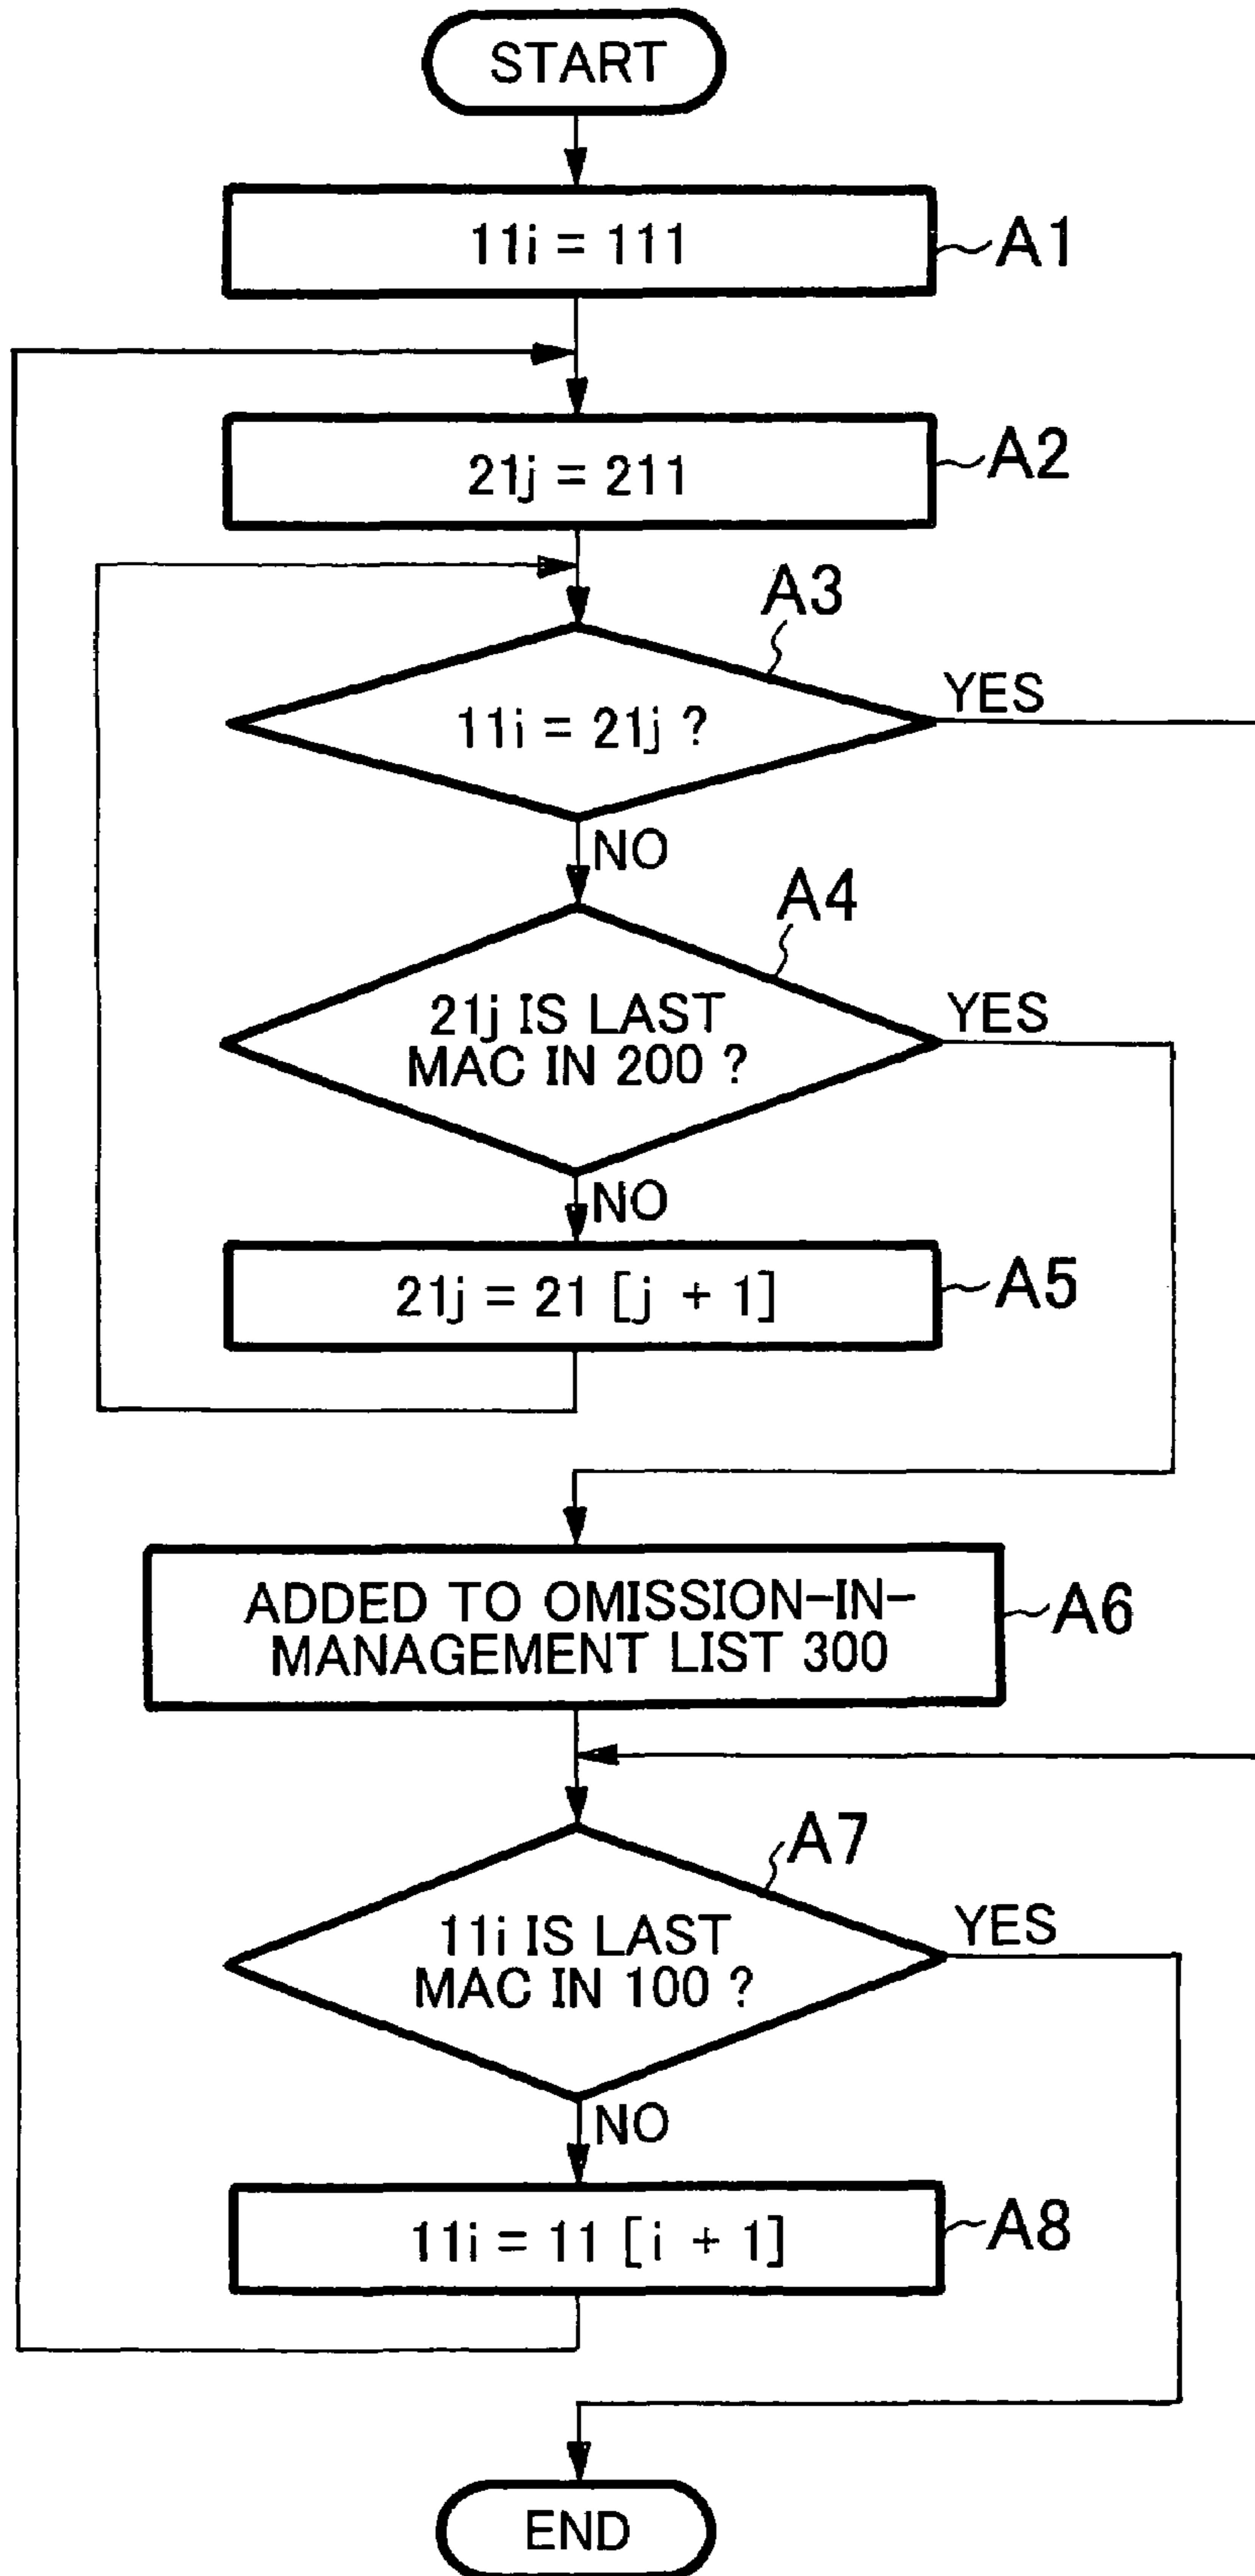 START
11i = 111
A1
21j = 211
A2
A3
11i = 21j ?
YES
NO
A4
21j IS LAST
MAC IN 200 ?
YES
NO
21j = 21 [j + 1]
A5
ADDED TO OMISSION-IN-
MANAGEMENT LIST 300
A6
A7
11i IS LAST
MAC IN 100 ?
YES
NO
11i = 11 [i + 1]
A8
END